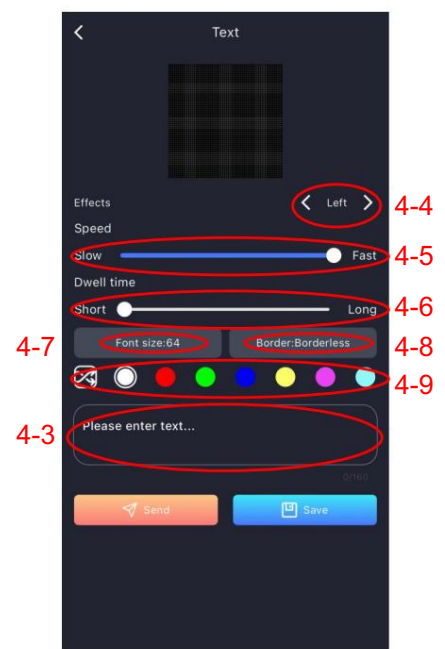 Text
Effects
Left
4-4
Speed
Slow
Fast
4-5
Dwell time
Short
Long
4-6
4-7
Font size:64
Border:Borderless
4-8
4-9
4-3
Please enter text...
Send
Save